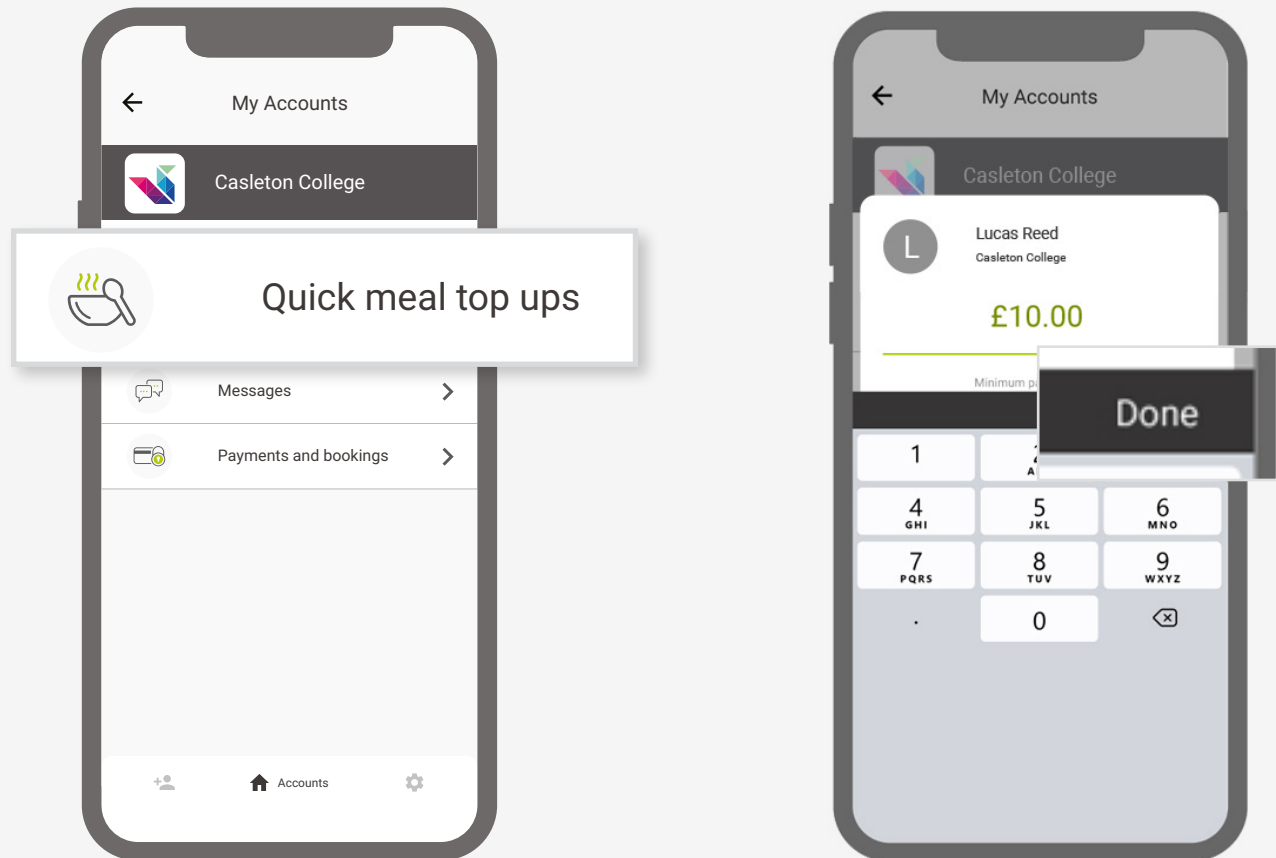 My Accounts
Casleton College
Quick meal top ups
Messages
Payments and bookings
Accounts
My Accounts
Casleton College
L
Lucas Reed
Casleton College
£10.00
Minimum
Done
1
4
GHI
5
JKL
6
MNO
7
PQRS
8
TUV
9
WXYZ
.
0